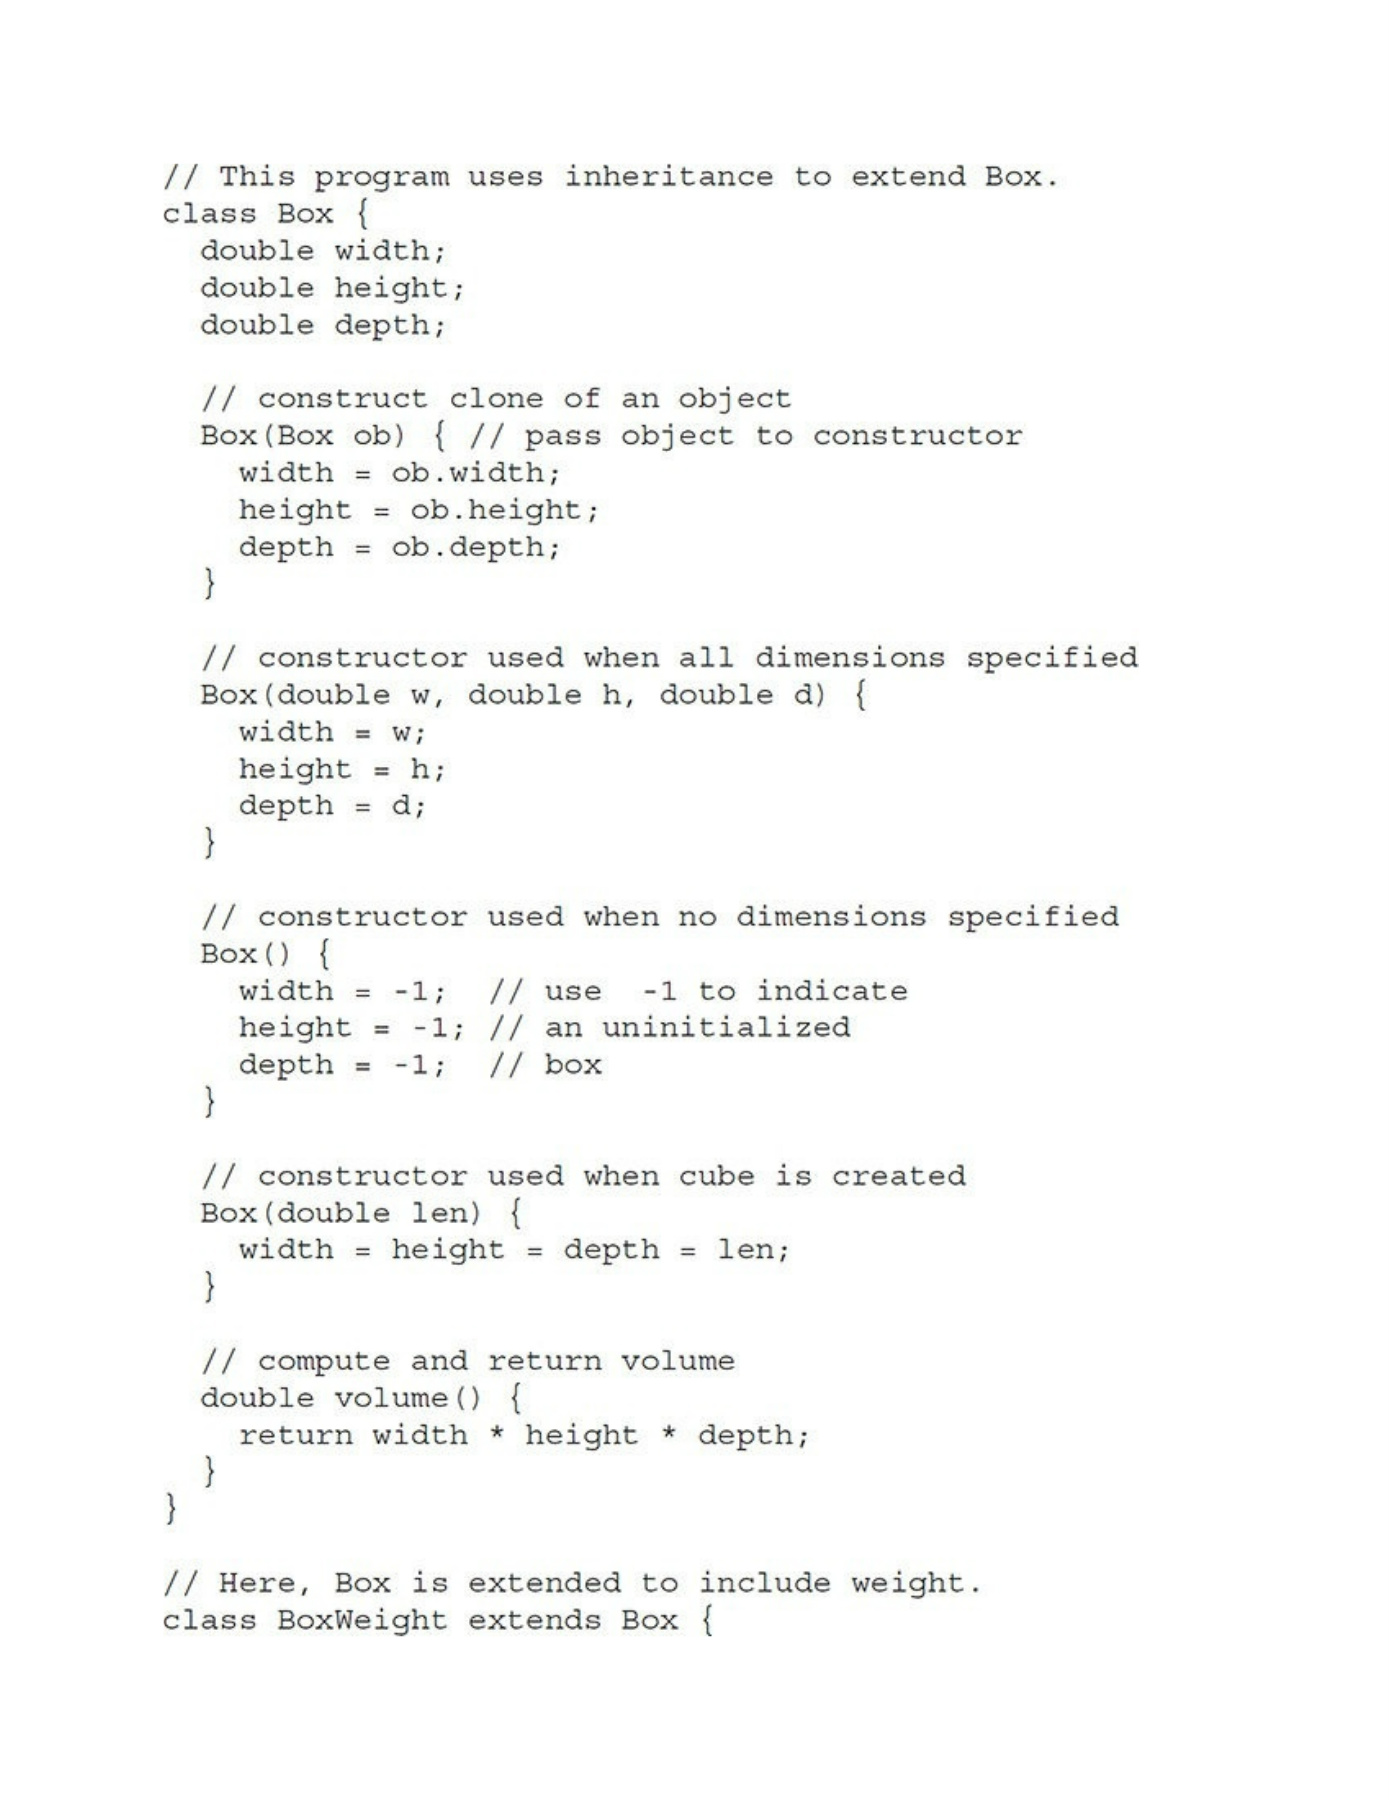 // This program uses inheritance to extend Box.
class Box {
  double width;
  double height;
  double depth;

  // construct clone of an object
  Box(Box ob) { // pass object to constructor
    width = ob.width;
    height = ob.height;
    depth = ob.depth;
  }

  // constructor used when all dimensions specified
  Box(double w, double h, double d) {
    width = w;
    height = h;
    depth = d;
  }

  // constructor used when no dimensions specified
  Box() {
    width = -1;  // use  -1 to indicate
    height = -1; // an uninitialized
    depth = -1;  // box
  }

  // constructor used when cube is created
  Box(double len) {
    width = height = depth = len;
  }

  // compute and return volume
  double volume() {
    return width * height * depth;
  }
}

// Here, Box is extended to include weight.
class BoxWeight extends Box {